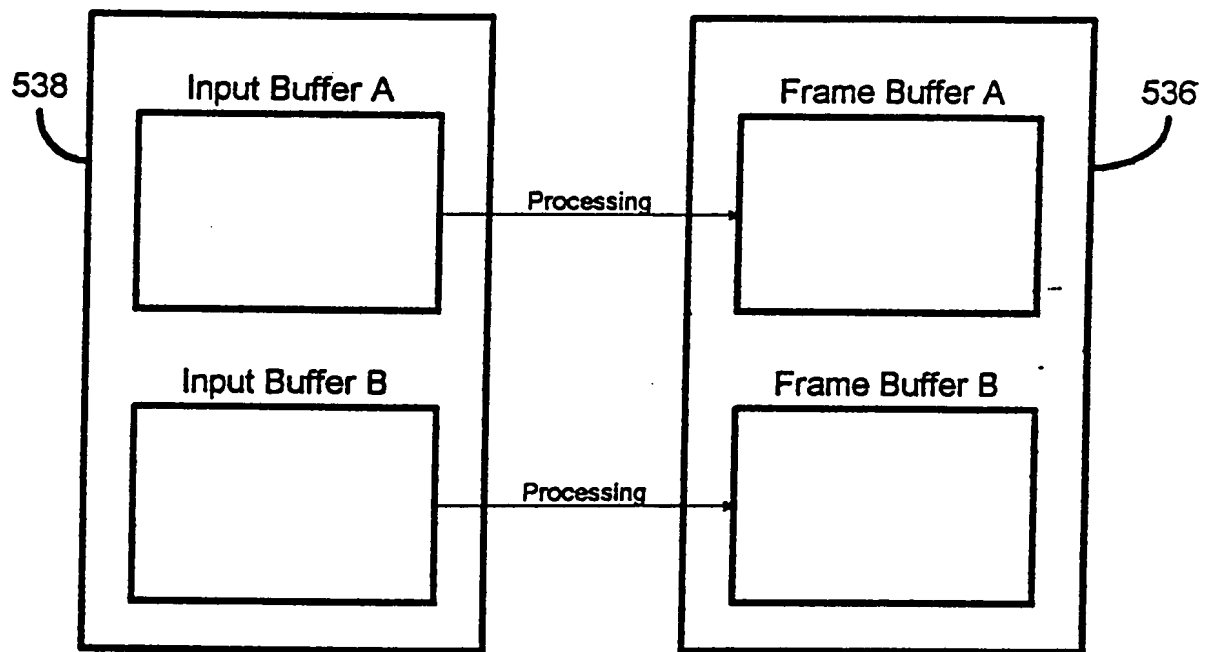 538
Input Buffer A
Frame Buffer A
536
Processing
Input Buffer B
Frame Buffer B
Processing